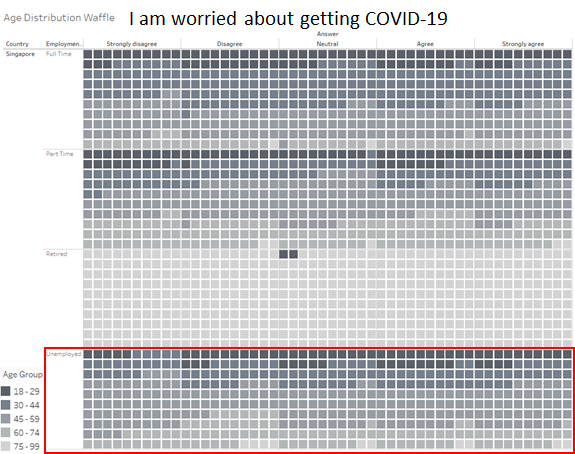 Age Distribution Waffle
I am worried about getting COVID-19
Answer
Country
Employmen..
Strongly disagree
Disagree
Neutral
Agree
Strongly agree
Singapore
Full Time
Part Time
Retired
Unemployed
Age Group
18 - 29
30 - 44
45 - 59
60 - 74
75 - 99